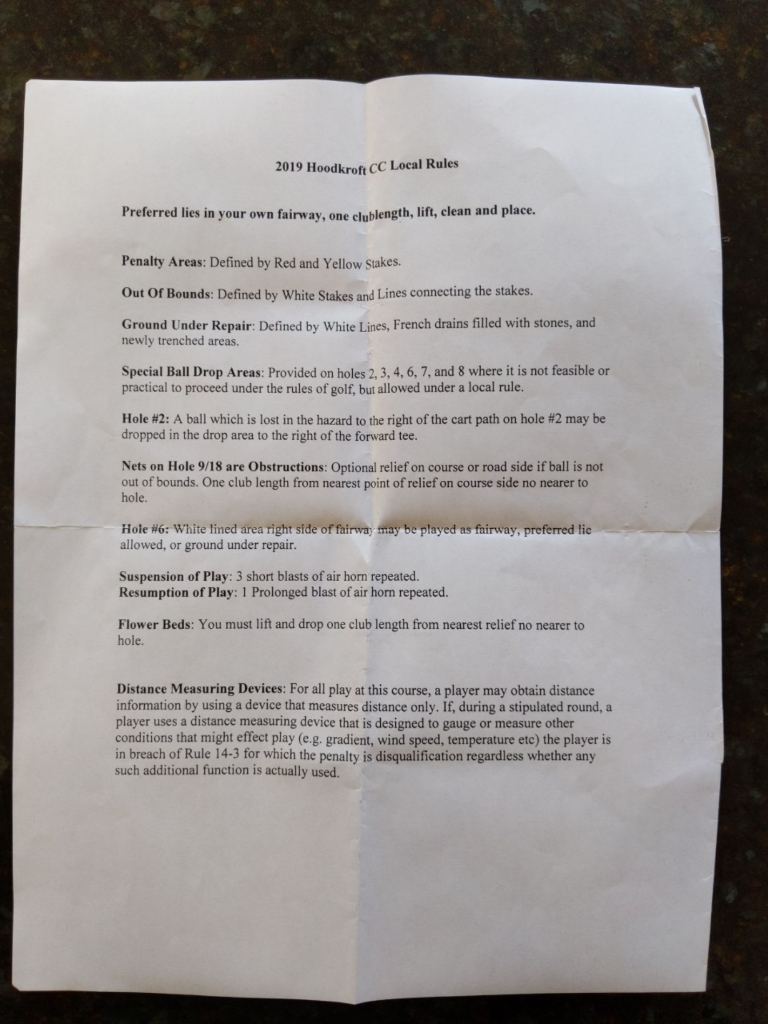 2019 Hoodkroft CC Local Rules
Preferred lies in your own fairway, one clublength, lift, clean and place.
Penalty Areas: Defined by Red and Yellow Stakes.
Out Of Bounds: Defined by White Stakes and Lines connecting the stakes.
Ground Under Repair: Defined by White Lines, French drains filled with stones, and
newly trenched areas.
Special Ball Drop Areas: Provided on holes 2, 3, 4, 6, 7, and 8 where it is not feasible or
practical to proceed under the rules of golf, but allowed under a local rule.
Hole #2: A ball which is lost in the hazard to the right of the cart path on hole #2 may be
dropped in the drop area to the right of the forward tee.
Nets on Hole 9/18 are Obstructions: Optional relief on course or road side if ball is not
out of bounds. One club length from nearest point of relief on course side no nearer to
hole.
Hole #6: White lined area right side of fairway may be played as fairway, preferred lie
allowed, or ground under repair.
Suspension of Play: 3 short blasts of air horn repeated.
Resumption of Play: 1 Prolonged blast of air horn repeated.
Flower Beds: You must lift and drop one club length from nearest relief no nearer to
hole.
Distance Measuring Devices: For all play at this course, a player may obtain distance
information by using a device that measures distance only. If, during a stipulated round, a
player uses a distance measuring device that is designed to gauge or measure other
conditions that might effect play (e.g. gradient, wind speed, temperature etc) the player is
in breach of Rule 14-3 for which the penalty is disqualification regardless whether any
such additional function is actually used.